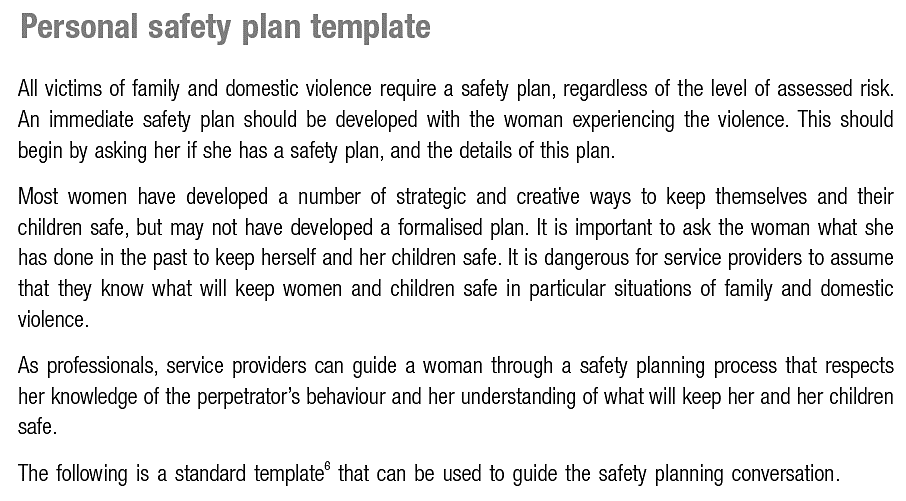 Personal safety plan template
All victims of family and domestic violence require a safety plan, regardless of the level of assessed risk.
An immediate safety plan should be developed with the woman experiencing the violence. This should
begin by asking her if she has a safety plan, and the details of this plan.
Most women have developed a number of strategic and creative ways to keep themselves and their
children safe, but may not have developed a formalised plan. It is important to ask the woman what she
has done in the past to keep herself and her children safe. It is dangerous for service providers to assume
that they know what will keep women and children safe in particular situations of family and domestic
violence.
As professionals, service providers can guide a woman through a safety planning process that respects
her knowledge of the perpetrator's behaviour and her understanding of what will keep her and her children
safe.
The following is a standard template⁶ that can be used to guide the safety planning conversation.